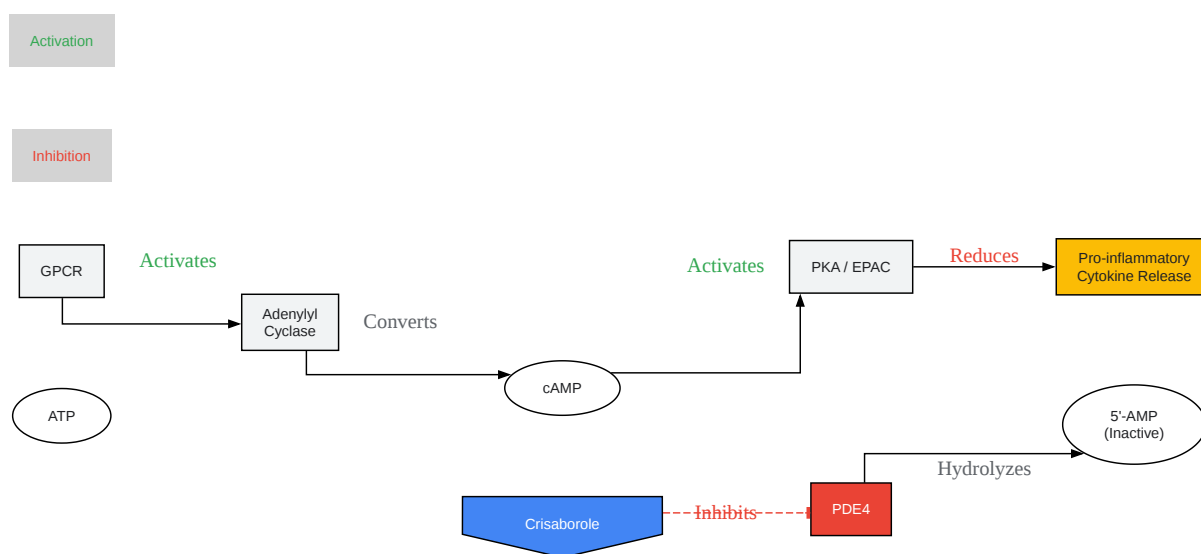 Activation
Inhibition
GPCR
Activates
Adenylyl
Cyclase
Converts
ATP
cAMP
Activates
PKA / EPAC
Reduces
Pro-inflammatory
Cytokine Release
5'-AMP
(Inactive)
Hydrolyzes
Crisaborole
Inhibits
PDE4